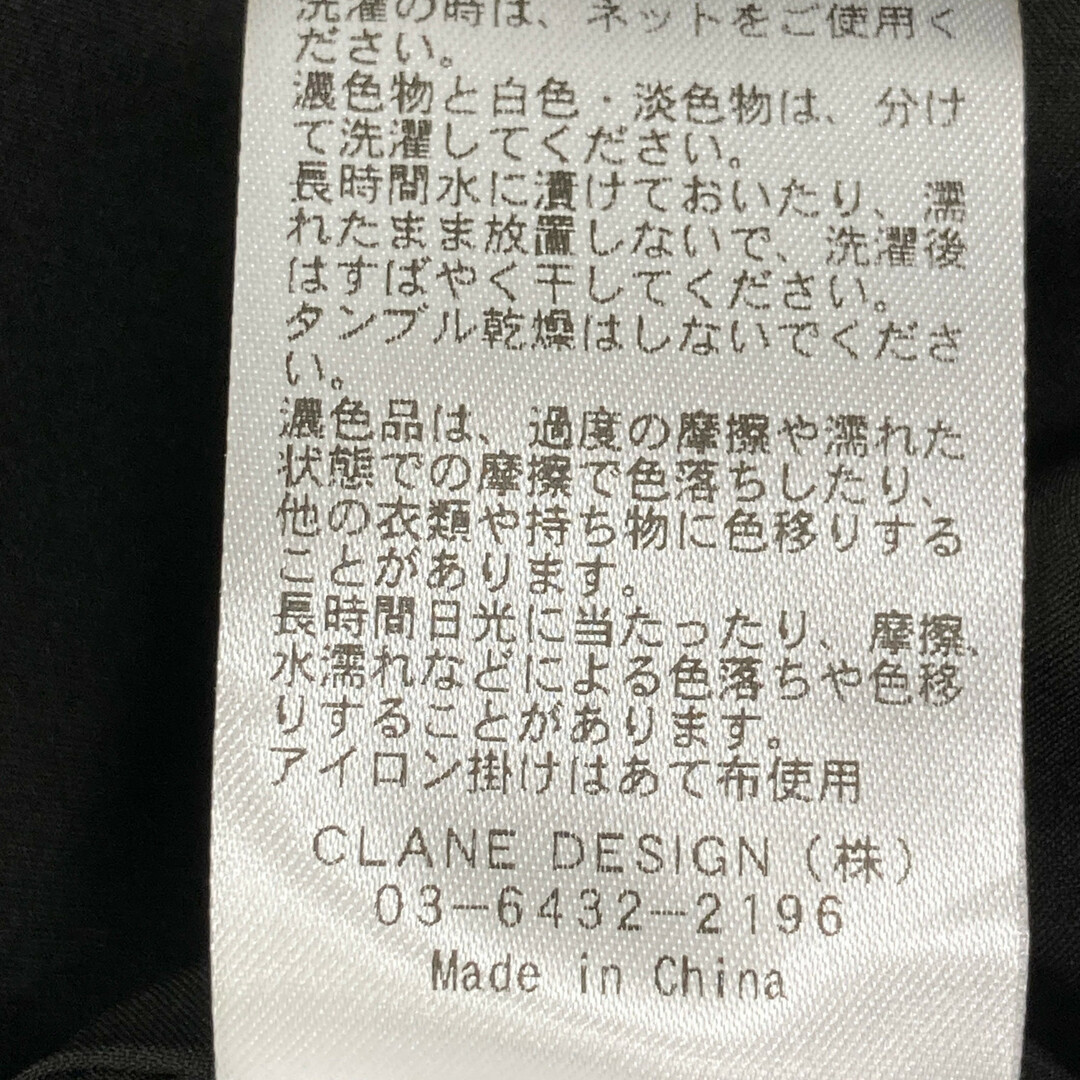 洗濯の時は、ネットをご使用く
ださい。
濃色物と白色・淡色物は、分け
て洗濯してください。
長時間水に漬けておいたり、濡
れたまま放置しないで、洗濯後
はすばやく干してください。
タンブル乾燥はしないでくださ
い。
濃色品は、過度の摩擦や濡れた
状態での摩擦で色落ちしたり、
他の衣類や持ち物に色移りする
ことがあります。
長時間日光に当たったり、摩擦、
水濡れなどによる色落ちや色移
りすることがあります。
アイロン掛けはあて布使用
CLANE DESIGN（株）
03-6432-2196
Made in China